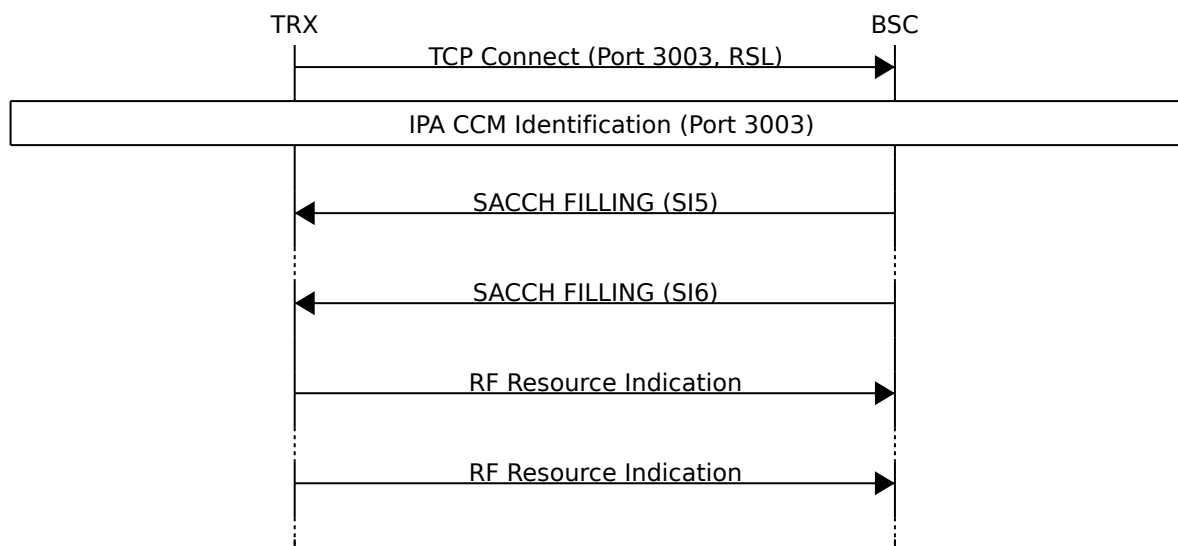 TRX BSC
TCP Connect (Port 3003, RSL)
IPA CCM Identification (Port 3003)
SACCH FILLING (SI5)
SACCH FILLING (SI6)
RF Resource Indication
RF Resource Indication